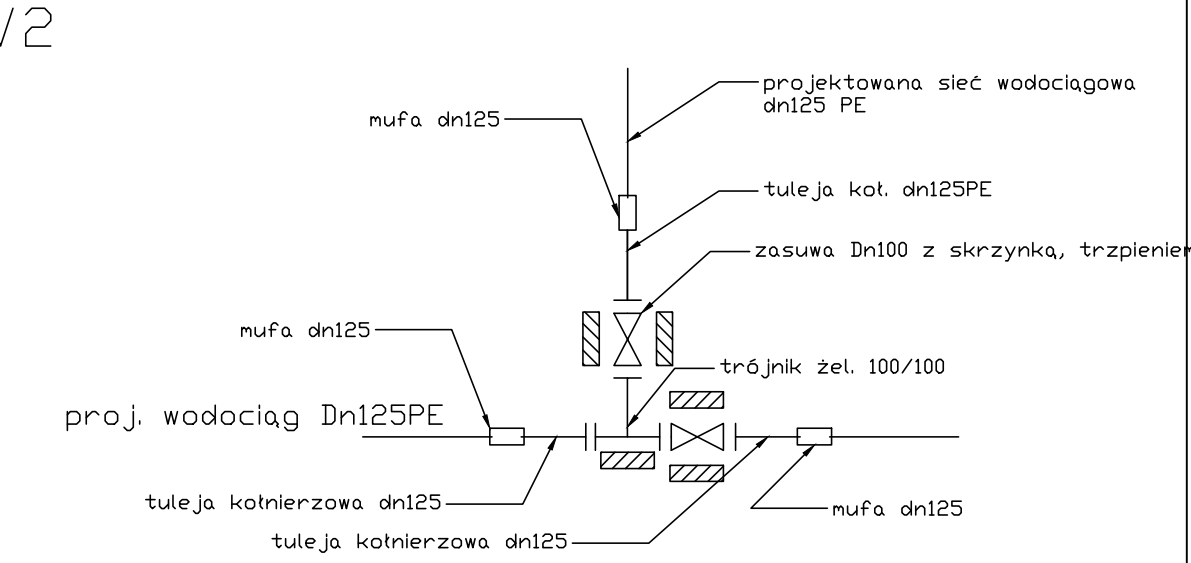 /2
projektowana sieć wodociągowa
dn125 PE
mufa dn125
tuleja koł. dn125PE
zasuwa Dn100 z skrzynką,
mufa dn125
trójnik żel. 100/100
proj. wodociąg Dn125PE
tuleja kołnierzowa dn125
mufa dn125
tuleja kołnierzowa dn125